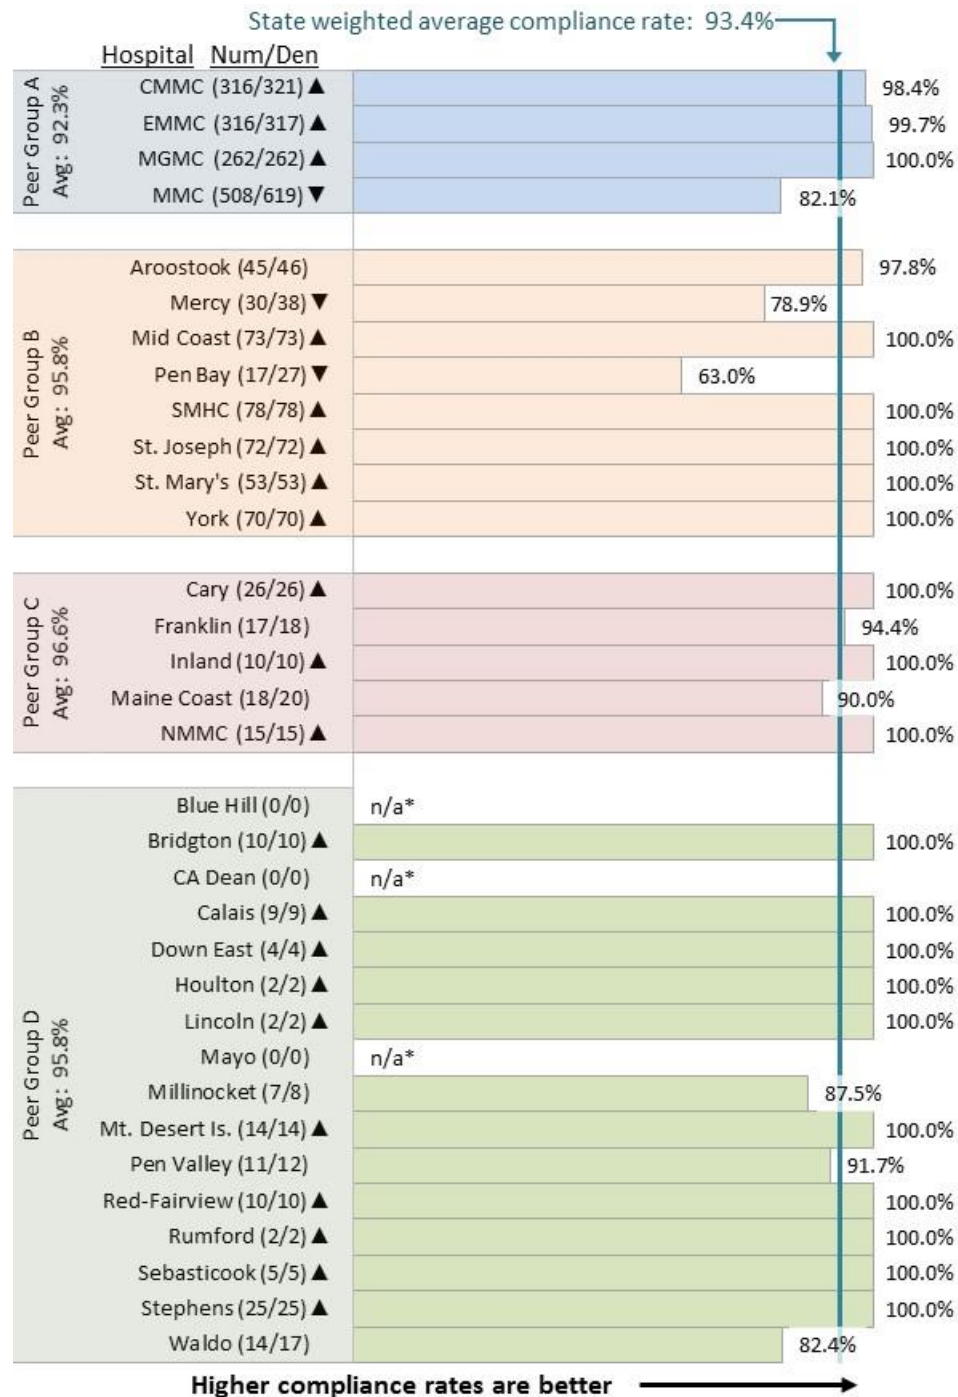 State weighted average compliance rate: 93.4%
Hospital Num/Den
Peer Group A
Avg: 92.3%
CMMC (316/321) ▲ 98.4%
EMMC (316/317) ▲ 99.7%
MGMC (262/262) ▲ 100.0%
MMC (508/619) ▼ 82.1%
Peer Group B
Avg: 95.8%
Aroostook (45/46) 97.8%
Mercy (30/38) ▼ 78.9%
Mid Coast (73/73) ▲ 100.0%
Pen Bay (17/27) ▼ 63.0%
SMHC (78/78) ▲ 100.0%
St. Joseph (72/72) ▲ 100.0%
St. Mary's (53/53) ▲ 100.0%
York (70/70) ▲ 100.0%
Peer Group C
Avg: 96.6%
Cary (26/26) ▲ 100.0%
Franklin (17/18) 94.4%
Inland (10/10) ▲ 100.0%
Maine Coast (18/20) 90.0%
NMMC (15/15) ▲ 100.0%
Peer Group D
Avg: 95.8%
Blue Hill (0/0) n/a*
Bridgton (10/10) ▲ 100.0%
CA Dean (0/0) n/a*
Calais (9/9) ▲ 100.0%
Down East (4/4) ▲ 100.0%
Houlton (2/2) ▲ 100.0%
Lincoln (2/2) ▲ 100.0%
Mayo (0/0) n/a*
Millinocket (7/8) 87.5%
Mt. Desert Is. (14/14) ▲ 100.0%
Pen Valley (11/12) 91.7%
Red-Fairview (10/10) ▲ 100.0%
Rumford (2/2) ▲ 100.0%
Sebasticook (5/5) ▲ 100.0%
Stephens (25/25) ▲ 100.0%
Waldo (14/17) 82.4%
Higher compliance rates are better